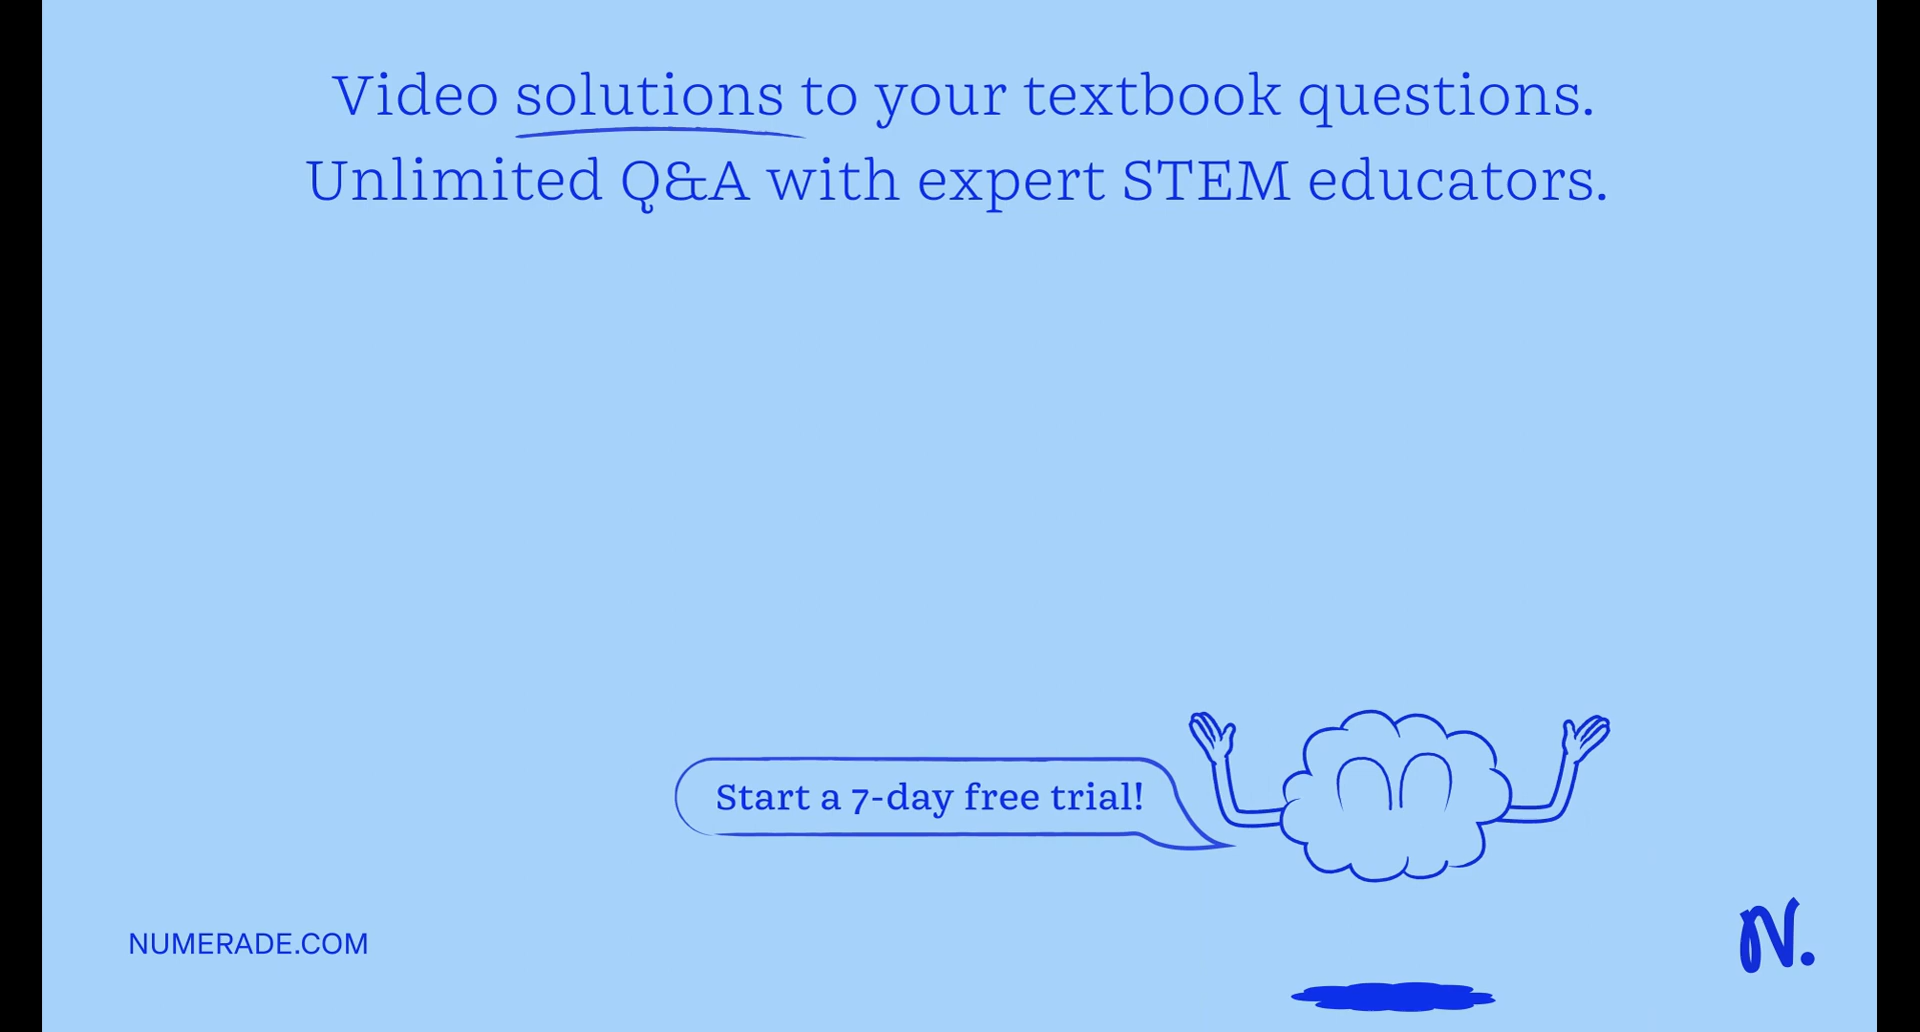 Video solutions to your textbook questions.
Unlimited Q&A with expert STEM educators.
Start a 7-day free trial!
NUMERADE.COM
N.